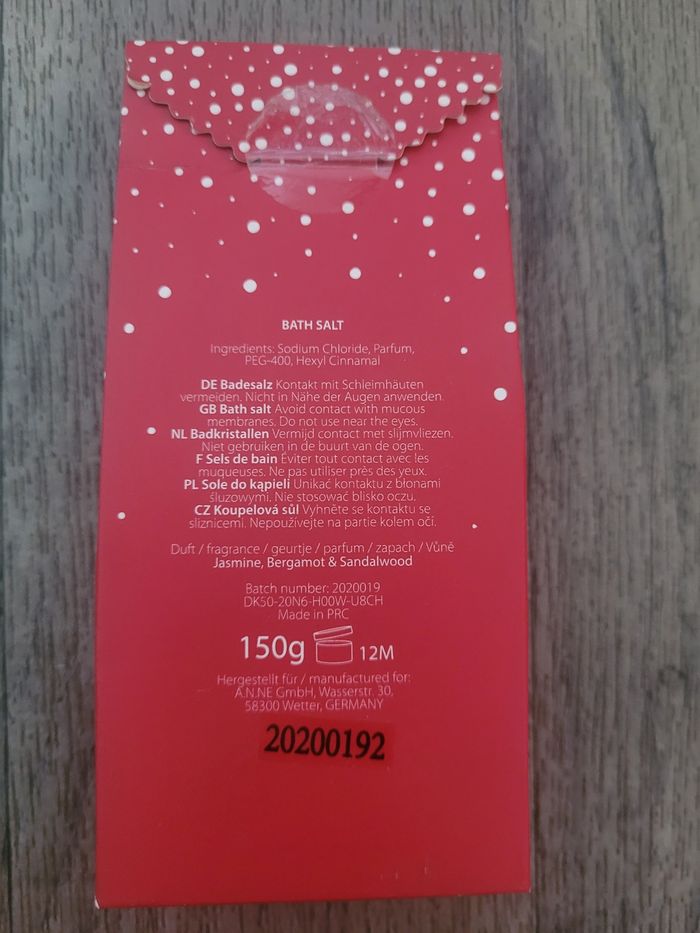 BATH SALT
Ingredients: Sodium Chloride, Parfum,
PEG-400, Hexyl Cinnamal
DE Badesalz Kontakt mit Schleimhäuten
vermeiden. Nicht in Nähe der Augen anwenden.
GB Bath salt Avoid contact with mucous
membranes. Do not use near the eyes.
NL Badkristallen Vermijd contact met slijmvliezen.
Niet gebruiken in de buurt van de ogen.
F Sels de bain Éviter tout contact avec les
muqueuses. Ne pas utiliser près des yeux.
PL Sole do kąpieli Unikać kontaktu z błonami
śluzowymi. Nie stosować blisko oczu.
CZ Koupelová sůl Vyhněte se kontaktu se
sliznicemi. Nepoužívejte na partie kolem očí.
Duft / fragrance / geurtje / parfum / zapach / Vůně
Jasmine, Bergamot & Sandalwood
Batch number: 2020019
DK50-20N6-H00W-U8CH
Made in PRC
150g 12M
Hergestellt für / manufactured for:
A.N.NE GmbH, Wasserstr. 30,
58300 Wetter, GERMANY
20200192